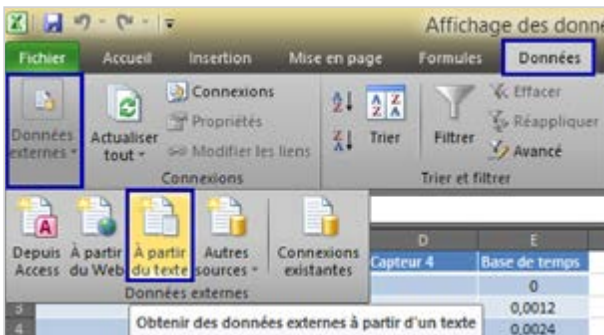 Affichage des donn
Fichier Accueil Insertion Mise en page Formules Données
Données externes
Actualiser tout
Connexions
Propriétés
Modifier les liens
Connexions
Trier
Filtrer
Effacer
Réappliquer
Avancé
Trier et filtrer
Depuis Access
À partir du Web
À partir du texte
Autres sources
Connexions existantes
Données externes
D E
Capteur 4 Base de temps
0
3 0,0012
4 0,0024
Obtenir des données externes à partir d'un texte